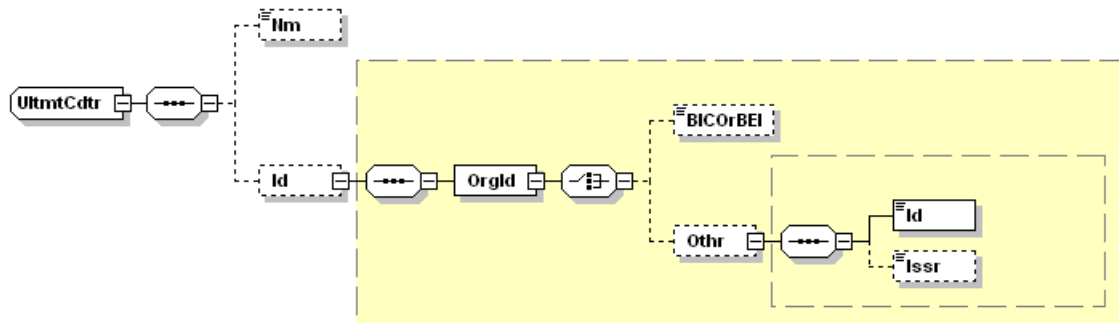 Nm
UltmtCdtr
BICOrBEI
Id
OrgId
Id
Othr
Issr